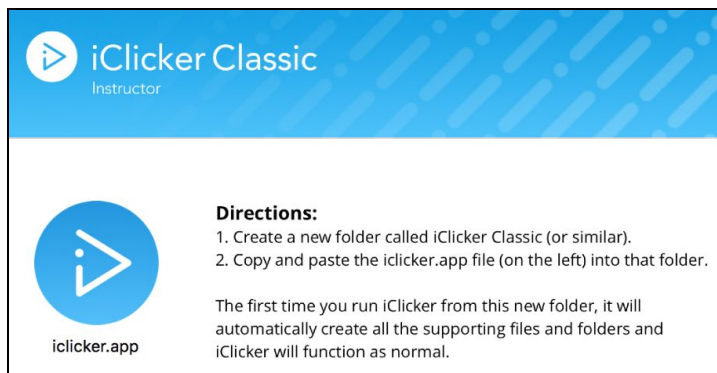 iClicker Classic
Instructor
Directions:
1. Create a new folder called iClicker Classic (or similar).
2. Copy and paste the iclicker.app file (on the left) into that folder.
The first time you run iClicker from this new folder, it will
automatically create all the supporting files and folders and
iClicker will function as normal.
iclicker.app